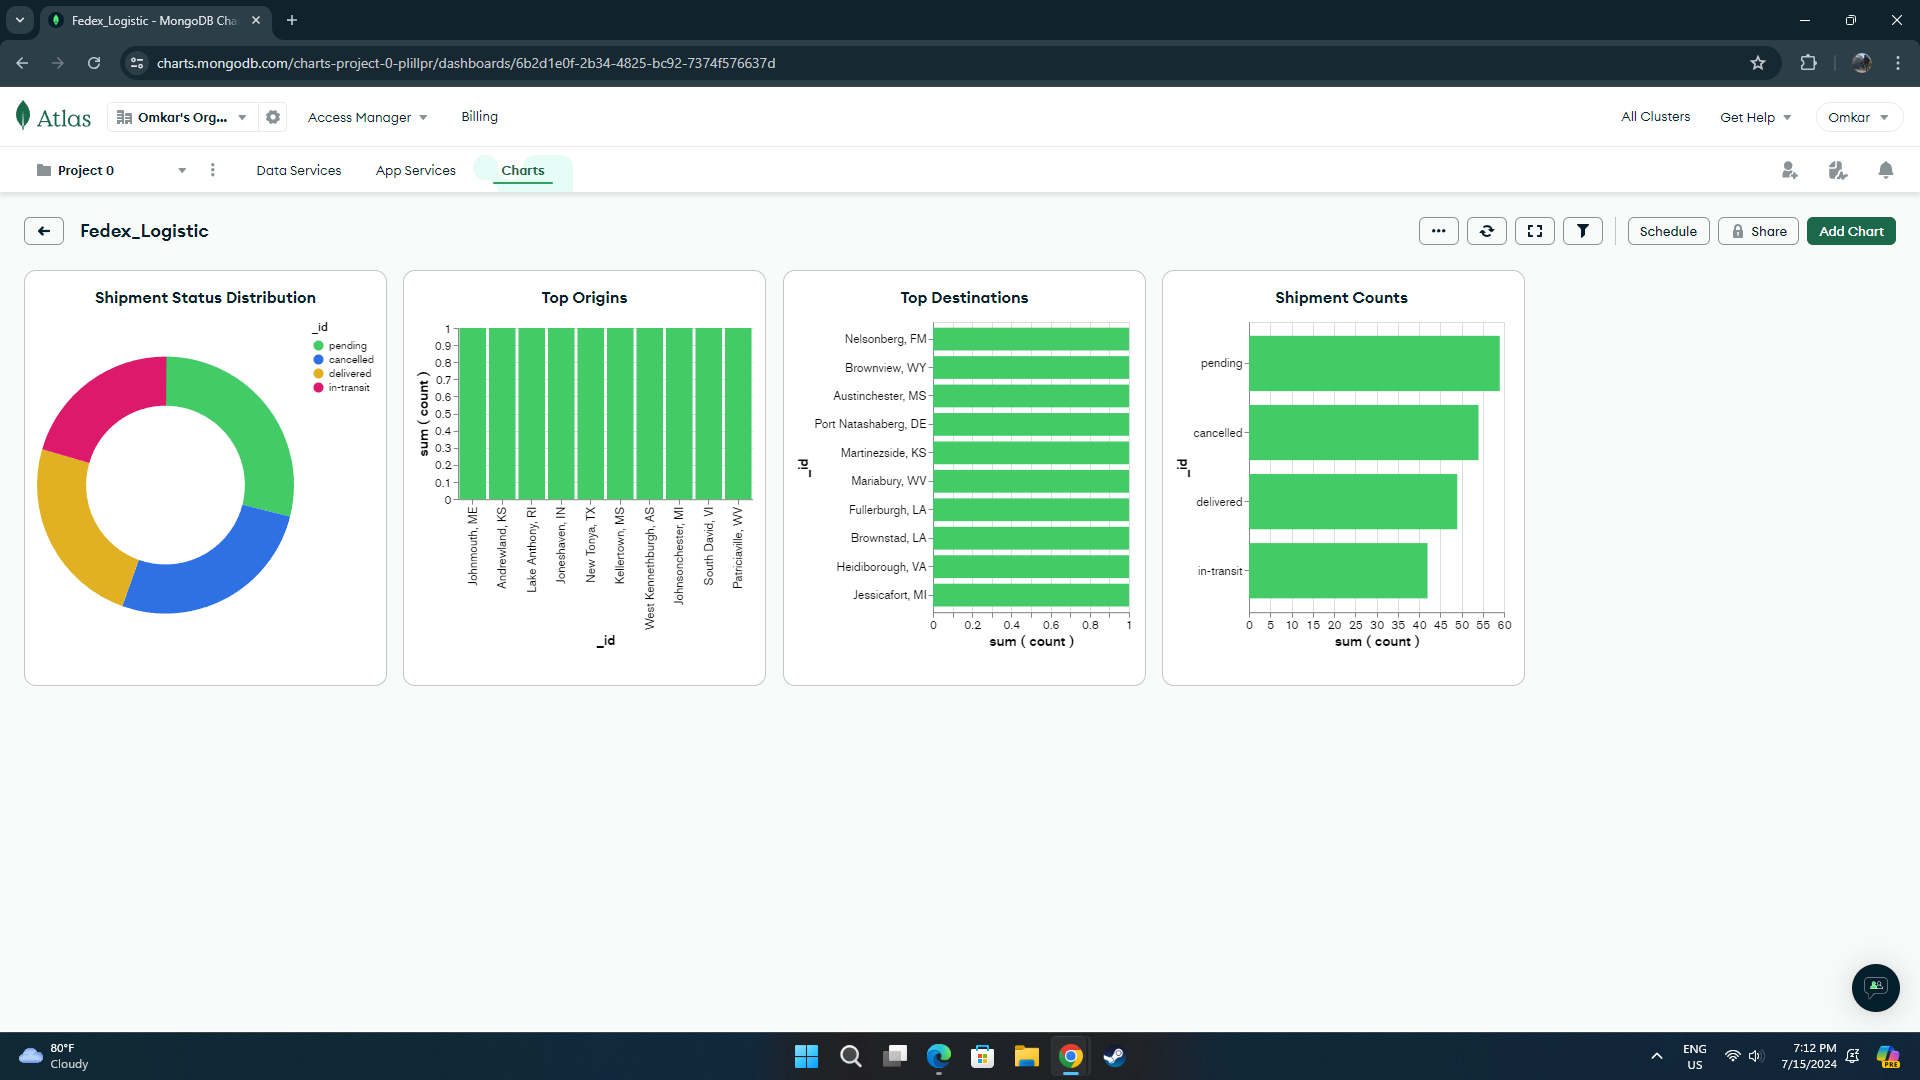 Fedex_Logistic - MongoDB Cha
charts.mongodb.com/charts-project-0-plillpr/dashboards/6b2d1e0f-2b34-4825-bc92-7374f576637d
Atlas
Omkar's Org...
Access Manager
Billing
All Clusters
Get Help
Omkar
Project 0
Data Services
App Services
Charts
Fedex_Logistic
Schedule
Share
Add Chart
Shipment Status Distribution
_id
pending
cancelled
delivered
in-transit
Top Origins
sum ( count )
1
0.9
0.8
0.7
0.6
0.5
0.4
0.3
0.2
0.1
0
Johnmouth, ME
Andrewland, KS
Lake Anthony, RI
Joneshaven, IN
New Tonya, TX
Kellertown, MS
West Kennethburgh, AS
Johnsonchester, MI
South David, VI
Patriciaville, WV
_id
Top Destinations
_id
Nelsonberg, FM
Brownview, WY
Austinchester, MS
Port Natashaberg, DE
Martinezside, KS
Mariabury, WV
Fullerburgh, LA
Brownstad, LA
Heidiborough, VA
Jessicafort, MI
0 0.2 0.4 0.6 0.8 1
sum ( count )
Shipment Counts
_id
pending
cancelled
delivered
in-transit
0 5 10 15 20 25 30 35 40 45 50 55 60
sum ( count )
80°F
Cloudy
ENG
US
7:12 PM
7/15/2024
PRE